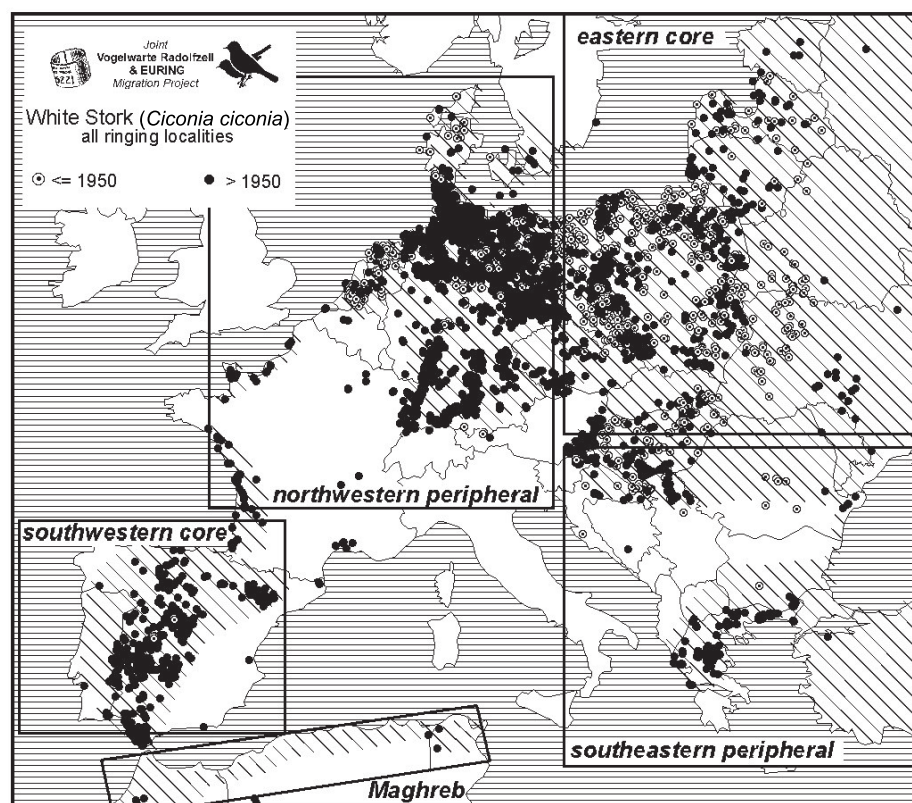 Joint
Vogelwarte Radolfzell
& EURING
Migration Project
White Stork (Ciconia ciconia)
all ringing localities
<= 1950 > 1950
eastern core
northwestern peripheral
southwestern core
southeastern peripheral
Maghreb